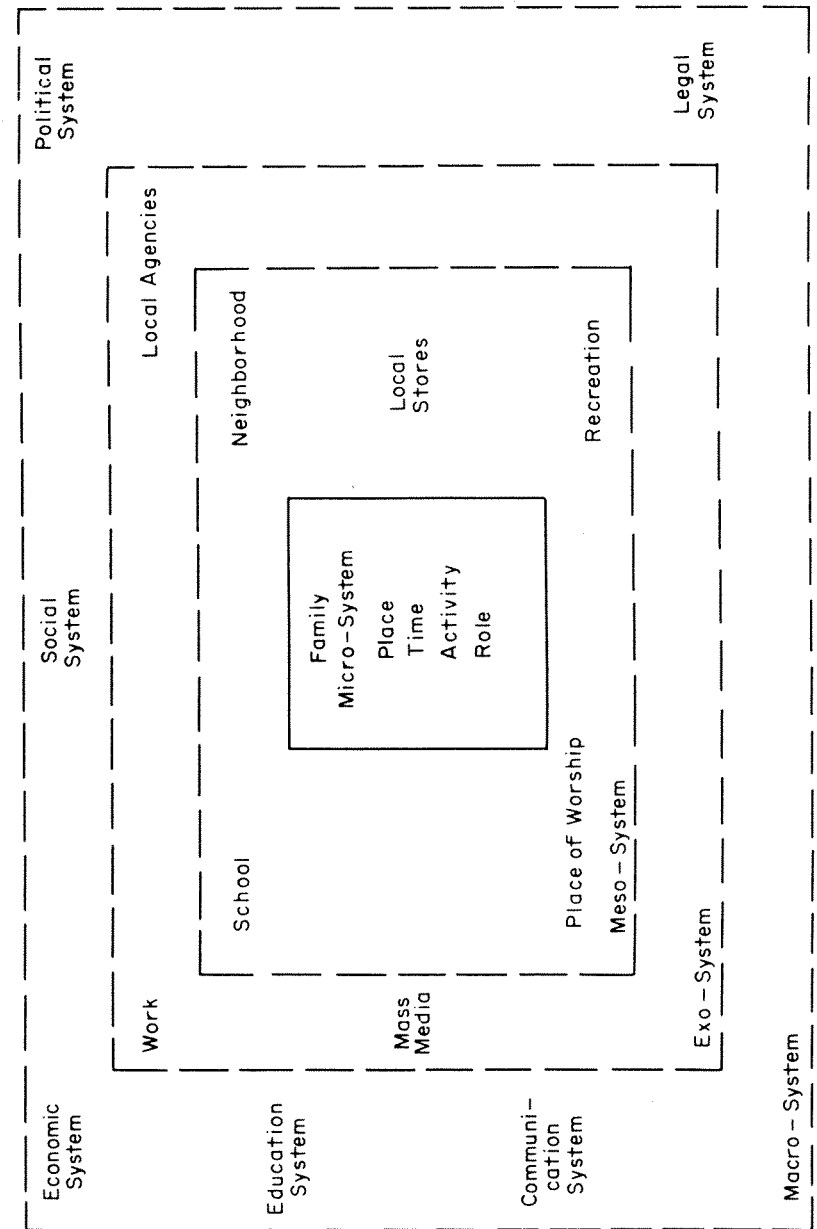 Economic
System
Social
System
Political
System
Education
System
Communi-
cation
System
Legal
System
Macro – System
Work
Local Agencies
Mass
Media
Exo – System
School
Neighborhood
Local
Stores
Place of Worship
Recreation
Meso – System
Family
Micro-System
Place
Time
Activity
Role